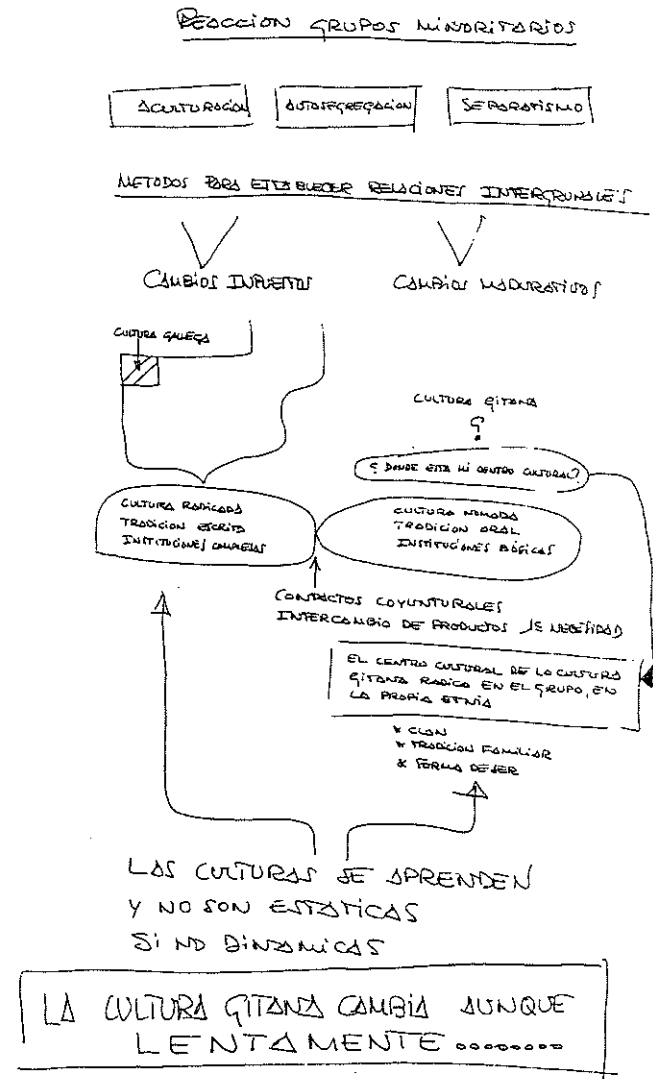 REACCION GRUPOS MINORITARIOS
ACULTURACION
AUTOSEGREGACION
SEPARATISMO
METODOS PARA ESTABLECER RELACIONES INTERGRUPALES
CAMBIOS IMPUESTOS
CAMBIOS MADURATIVOS
CULTURA GALLEGA
CULTURA GITANA
?
¿ DONDE ESTA MI CENTRO CULTURAL?
CULTURA RADICADA
TRADICION ESCRITA
INSTITUCIONES COMPLEJAS
CULTURA NOMADA
TRADICION ORAL
INSTITUCIONES BÁSICAS
CONTACTOS COYUNTURALES
INTERCAMBIO DE PRODUCTOS DE NECESIDAD
EL CENTRO CULTURAL DE LA CULTURA
GITANA RADICA EN EL GRUPO, EN
LA PROPIA ETNIA
* CLAN
* TRADICION FAMILIAR
* FORMA DE SER
LAS CULTURAS SE APRENDEN
Y NO SON ESTATICAS
SI NO DINAMICAS
LA CULTURA GITANA CAMBIA AUNQUE
LENTAMENTE ........